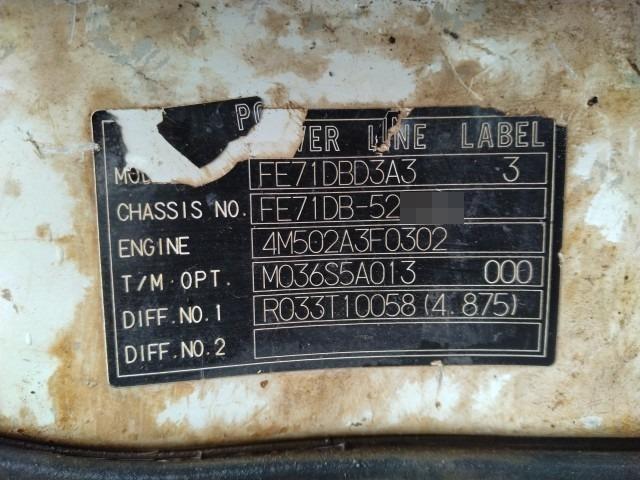 POWER LINE LABEL
MOD FE71DBD3A3 3
CHASSIS NO. FE71DB-52
ENGINE 4M502A3F0302
T/M OPT. M036S5A013 000
DIFF.NO.1 R033T10058(4.875)
DIFF.NO.2